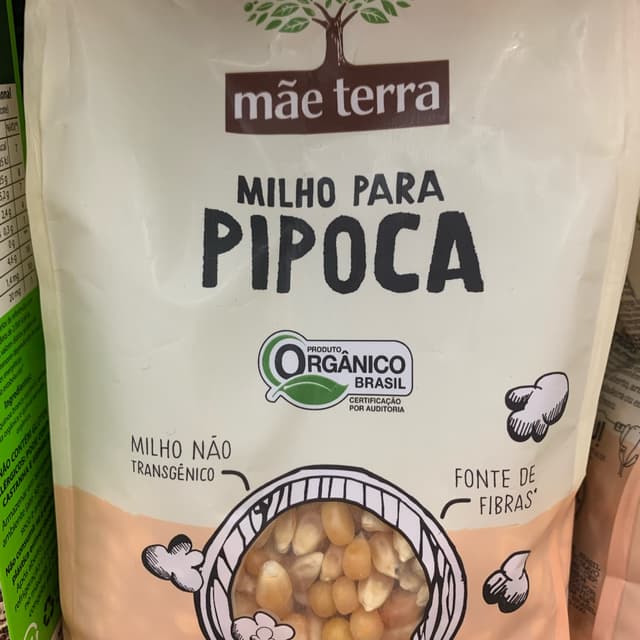 mãe terra
MILHO PARA
PIPOCA
PRODUTO
ORGÂNICO
BRASIL
CERTIFICAÇÃO
POR AUDITORIA
MILHO NÃO
TRANSGÊNICO
FONTE DE
FIBRAS*